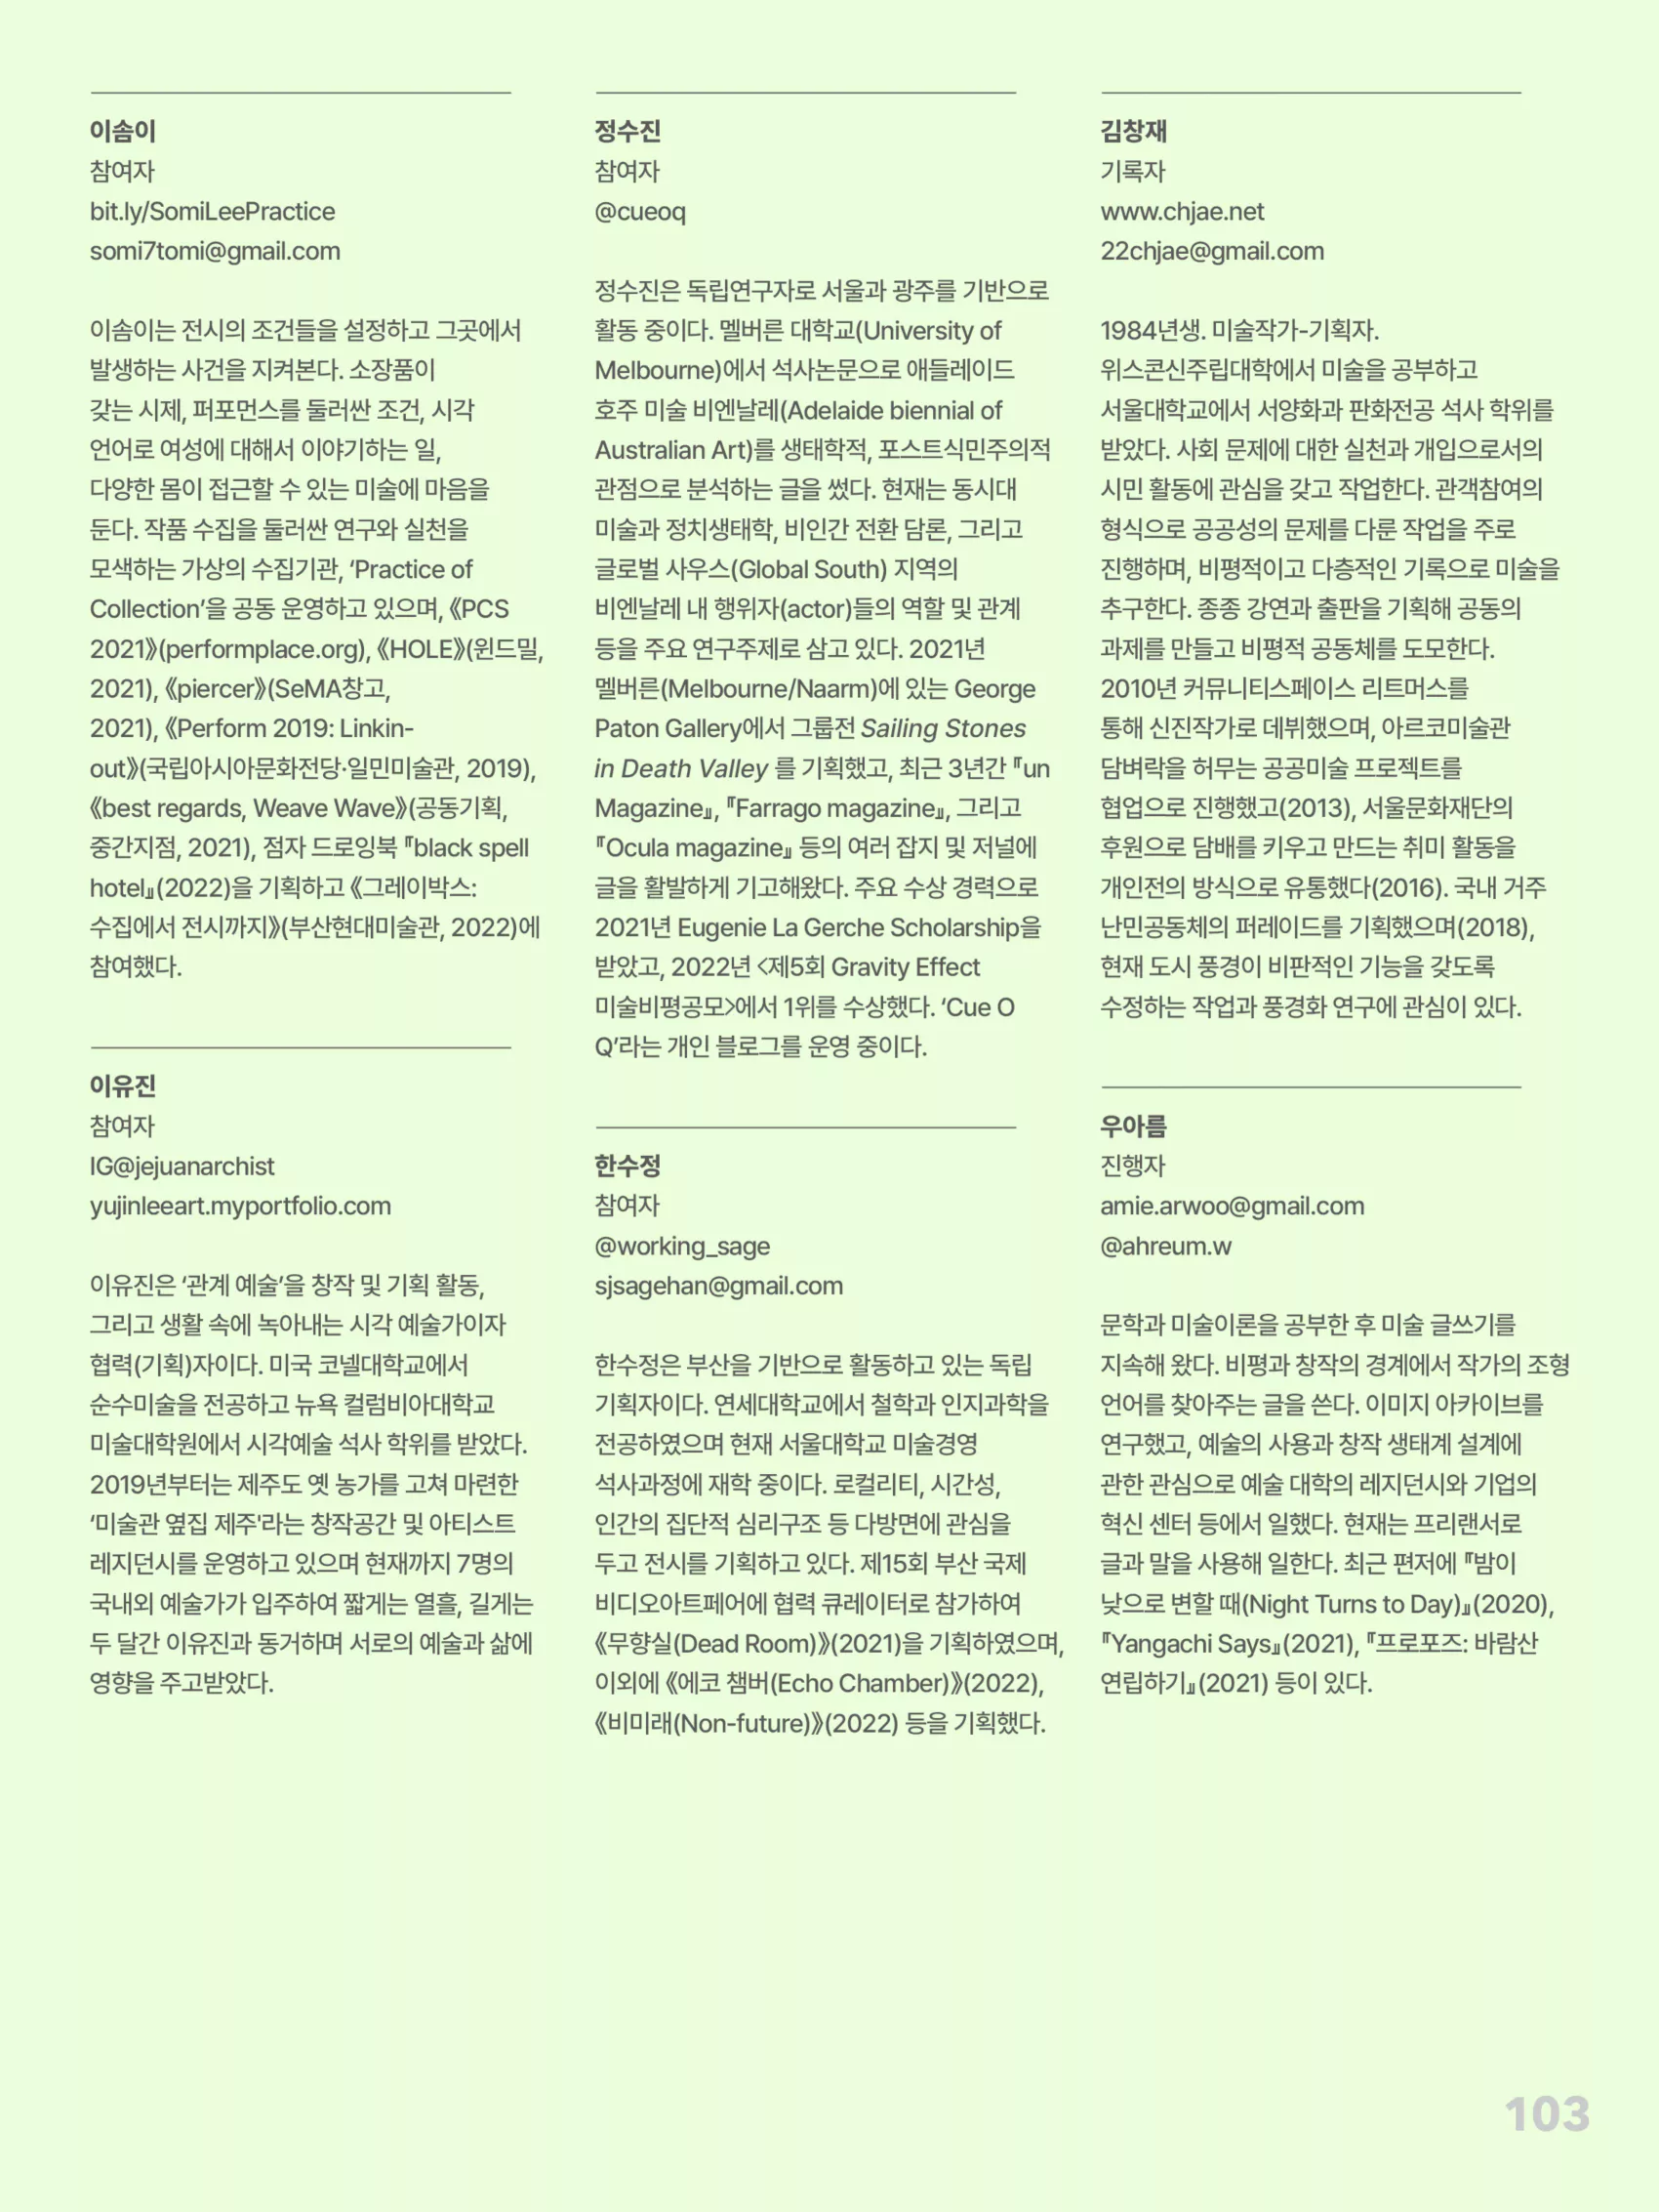 이솜이
참여자
bit.ly/SomiLeePractice
somi7tomi@gmail.com
이솜이는 전시의 조건들을 설정하고 그곳에서
발생하는 사건을 지켜본다. 소장품이
갖는 시제, 퍼포먼스를 둘러싼 조건, 시각
언어로 여성에 대해서 이야기하는 일,
다양한 몸이 접근할 수 있는 미술에 마음을
둔다. 작품 수집을 둘러싼 연구와 실천을
모색하는 가상의 수집기관, ‘Practice of
Collection’을 공동 운영하고 있으며, 《PCS
2021》(performplace.org), 《HOLE》(윈드밀,
2021), 《piercer》(SeMA창고,
2021), 《Perform 2019: Linkin-
out》(국립아시아문화전당·일민미술관, 2019),
《best regards, Weave Wave》(공동기획,
중간지점, 2021), 점자 드로잉북 『black spell
hotel』(2022)을 기획하고 《그레이박스:
수집에서 전시까지》(부산현대미술관, 2022)에
참여했다.
이유진
참여자
IG@jejuanarchist
yujinleeart.myportfolio.com
이유진은 ‘관계 예술’을 창작 및 기획 활동,
그리고 생활 속에 녹아내는 시각 예술가이자
협력(기획)자이다. 미국 코넬대학교에서
순수미술을 전공하고 뉴욕 컬럼비아대학교
미술대학원에서 시각예술 석사 학위를 받았다.
2019년부터는 제주도 옛 농가를 고쳐 마련한
‘미술관 옆집 제주'라는 창작공간 및 아티스트
레지던시를 운영하고 있으며 현재까지 7명의
국내외 예술가가 입주하여 짧게는 열흘, 길게는
두 달간 이유진과 동거하며 서로의 예술과 삶에
영향을 주고받았다.
정수진
참여자
@cueoq
정수진은 독립연구자로 서울과 광주를 기반으로
활동 중이다. 멜버른 대학교(University of
Melbourne)에서 석사논문으로 애들레이드
호주 미술 비엔날레(Adelaide biennial of
Australian Art)를 생태학적, 포스트식민주의적
관점으로 분석하는 글을 썼다. 현재는 동시대
미술과 정치생태학, 비인간 전환 담론, 그리고
글로벌 사우스(Global South) 지역의
비엔날레 내 행위자(actor)들의 역할 및 관계
등을 주요 연구주제로 삼고 있다. 2021년
멜버른(Melbourne/Naarm)에 있는 George
Paton Gallery에서 그룹전 Sailing Stones
in Death Valley 를 기획했고, 최근 3년간 『un
Magazine』, 『Farrago magazine』, 그리고
『Ocula magazine』 등의 여러 잡지 및 저널에
글을 활발하게 기고해왔다. 주요 수상 경력으로
2021년 Eugenie La Gerche Scholarship을
받았고, 2022년 <제5회 Gravity Effect
미술비평공모>에서 1위를 수상했다. ‘Cue O
Q’라는 개인 블로그를 운영 중이다.
한수정
참여자
@working_sage
sjsagehan@gmail.com
한수정은 부산을 기반으로 활동하고 있는 독립
기획자이다. 연세대학교에서 철학과 인지과학을
전공하였으며 현재 서울대학교 미술경영
석사과정에 재학 중이다. 로컬리티, 시간성,
인간의 집단적 심리구조 등 다방면에 관심을
두고 전시를 기획하고 있다. 제15회 부산 국제
비디오아트페어에 협력 큐레이터로 참가하여
《무향실(Dead Room)》(2021)을 기획하였으며,
이외에 《에코 챔버(Echo Chamber)》(2022),
《비미래(Non-future)》(2022) 등을 기획했다.
김창재
기록자
www.chjae.net
22chjae@gmail.com
1984년생. 미술작가-기획자.
위스콘신주립대학에서 미술을 공부하고
서울대학교에서 서양화과 판화전공 석사 학위를
받았다. 사회 문제에 대한 실천과 개입으로서의
시민 활동에 관심을 갖고 작업한다. 관객참여의
형식으로 공공성의 문제를 다룬 작업을 주로
진행하며, 비평적이고 다층적인 기록으로 미술을
추구한다. 종종 강연과 출판을 기획해 공동의
과제를 만들고 비평적 공동체를 도모한다.
2010년 커뮤니티스페이스 리트머스를
통해 신진작가로 데뷔했으며, 아르코미술관
담벼락을 허무는 공공미술 프로젝트를
협업으로 진행했고(2013), 서울문화재단의
후원으로 담배를 키우고 만드는 취미 활동을
개인전의 방식으로 유통했다(2016). 국내 거주
난민공동체의 퍼레이드를 기획했으며(2018),
현재 도시 풍경이 비판적인 기능을 갖도록
수정하는 작업과 풍경화 연구에 관심이 있다.
우아름
진행자
amie.arwoo@gmail.com
@ahreum.w
문학과 미술이론을 공부한 후 미술 글쓰기를
지속해 왔다. 비평과 창작의 경계에서 작가의 조형
언어를 찾아주는 글을 쓴다. 이미지 아카이브를
연구했고, 예술의 사용과 창작 생태계 설계에
관한 관심으로 예술 대학의 레지던시와 기업의
혁신 센터 등에서 일했다. 현재는 프리랜서로
글과 말을 사용해 일한다. 최근 편저에 『밤이
낮으로 변할 때(Night Turns to Day)』(2020),
『Yangachi Says』(2021), 『프로포즈: 바람산
연립하기』(2021) 등이 있다.
103